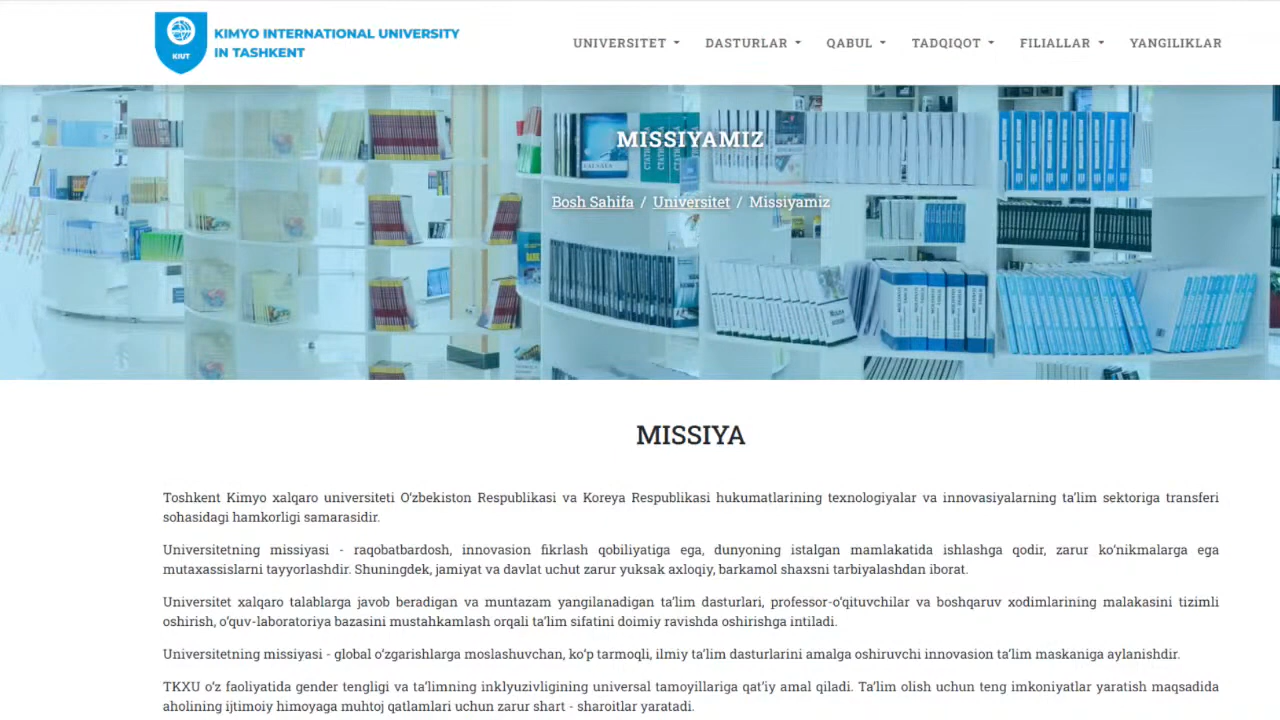 KIMYO INTERNATIONAL UNIVERSITY
IN TASHKENT
KIUT
UNIVERSITET
DASTURLAR
QABUL
TADQIQOT
FILIALLAR
YANGILIKLAR
MISSIYAMIZ
Bosh Sahifa / Universitet / Missiyamiz
MISSIYA
Toshkent Kimyo xalqaro universiteti O‘zbekiston Respublikasi va Koreya Respublikasi hukumatlarining texnologiyalar va innovasiyalarning ta’lim sektoriga transferi
sohasidagi hamkorligi samarasidir.
Universitetning missiyasi - raqobatbardosh, innovasion fikrlash qobiliyatiga ega, dunyoning istalgan mamlakatida ishlashga qodir, zarur ko‘nikmalarga ega
mutaxassislarni tayyorlashdir. Shuningdek, jamiyat va davlat uchut zarur yuksak axloqiy, barkamol shaxsni tarbiyalashdan iborat.
Universitet xalqaro talablarga javob beradigan va muntazam yangilanadigan ta’lim dasturlari, professor-o‘qituvchilar va boshqaruv xodimlarining malakasini tizimli
oshirish, o‘quv-laboratoriya bazasini mustahkamlash orqali ta’lim sifatini doimiy ravishda oshirishga intiladi.
Universitetning missiyasi - global o‘zgarishlarga moslashuvchan, ko‘p tarmoqli, ilmiy ta’lim dasturlarini amalga oshiruvchi innovasion ta’lim maskaniga aylanishdir.
TKXU o‘z faoliyatida gender tengligi va ta’limning inklyuzivligining universal tamoyillariga qat’iy amal qiladi. Ta’lim olish uchun teng imkoniyatlar yaratish maqsadida
aholining ijtimoiy himoyaga muhtoj qatlamlari uchun zarur shart - sharoitlar yaratadi.